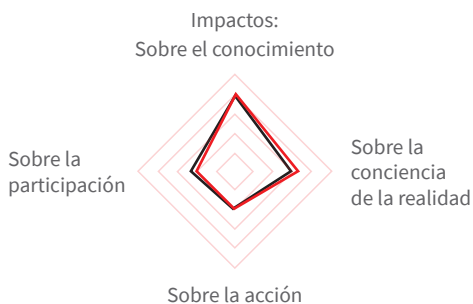 Impactos:
Sobre el conocimiento
Sobre la
participación
Sobre la
conciencia
de la realidad
Sobre la acción